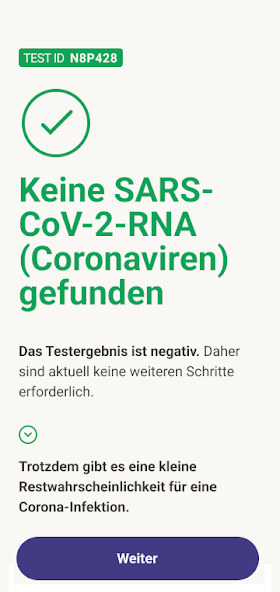 TEST ID N8P428
Keine SARS-
CoV-2-RNA
(Coronaviren)
gefunden
Das Testergebnis ist negativ. Daher
sind aktuell keine weiteren Schritte
erforderlich.
Trotzdem gibt es eine kleine
Restwahrscheinlichkeit für eine
Corona-Infektion.
Weiter